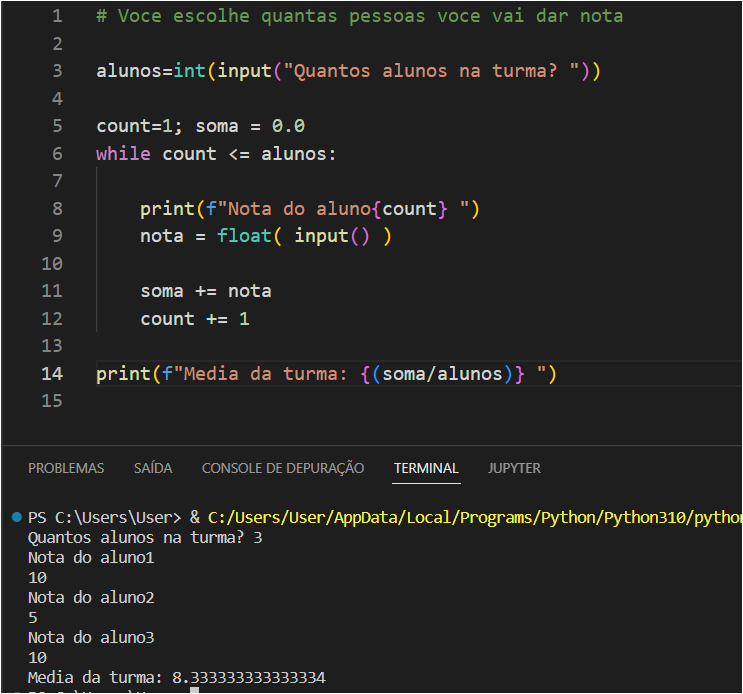 1 # Voce escolhe quantas pessoas voce vai dar nota
2
3 alunos=int(input("Quantos alunos na turma? "))
4
5 count=1; soma = 0.0
6 while count <= alunos:
7
8 print(f"Nota do aluno{count} ")
9 nota = float( input() )
10
11 soma += nota
12 count += 1
13
14 print(f"Media da turma: {(soma/alunos)} ")
15
PROBLEMAS SAÍDA CONSOLE DE DEPURAÇÃO TERMINAL JUPYTER
PS C:\Users\User> & C:/Users/User/AppData/Local/Programs/Python/Python310/python
Quantos alunos na turma? 3
Nota do aluno1
10
Nota do aluno2
5
Nota do aluno3
10
Media da turma: 8.333333333333334